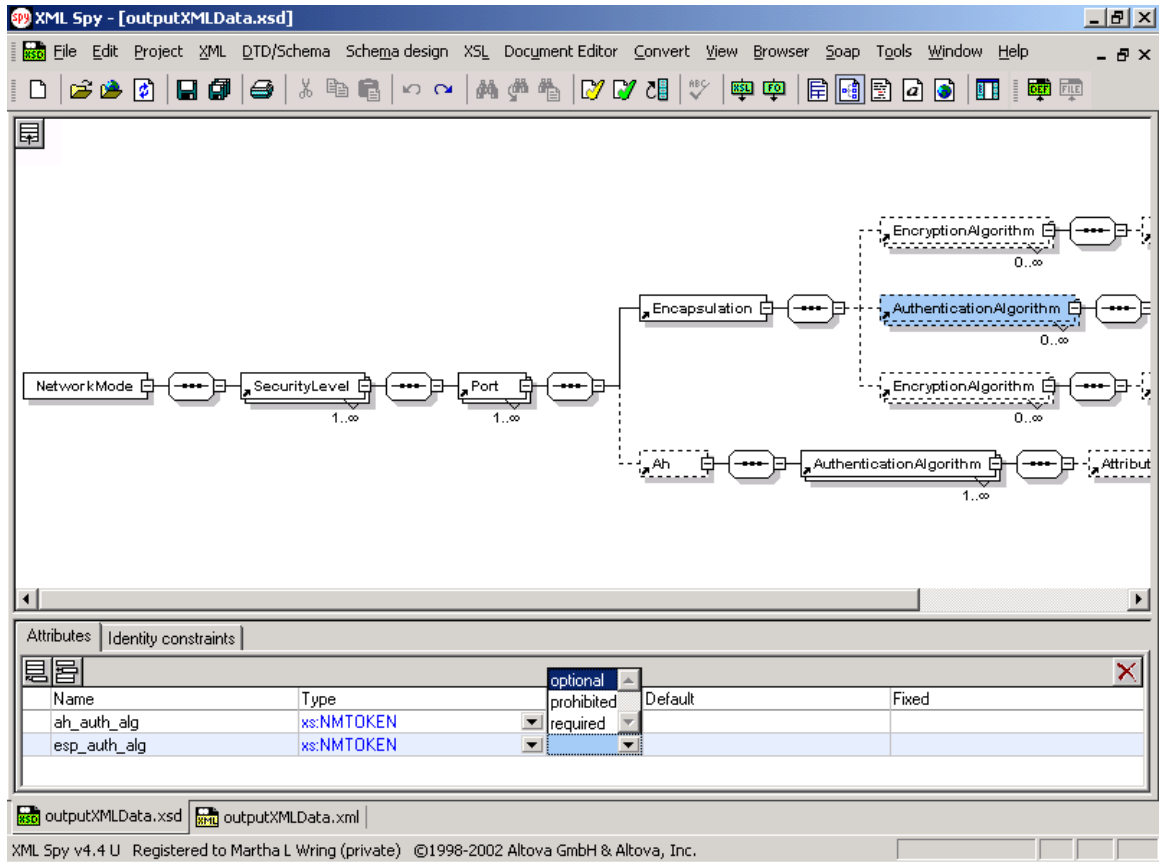 XML Spy - [outputXMLData.xsd]
File Edit Project XML DTD/Schema Schema design XSL Document Editor Convert View Browser Soap Tools Window Help
EncryptionAlgorithm
0..∞
Encapsulation
AuthenticationAlgorithm
0..∞
NetworkMode
SecurityLevel
1..∞
Port
1..∞
EncryptionAlgorithm
0..∞
Ah
AuthenticationAlgorithm
1..∞
Attribut
Attributes
Identity constraints
optional
prohibited
required
Name Type Default Fixed
ah_auth_alg xs:NMTOKEN
esp_auth_alg xs:NMTOKEN
outputXMLData.xsd
outputXMLData.xml
XML Spy v4.4 U Registered to Martha L Wring (private) ©1998-2002 Altova GmbH & Altova, Inc.